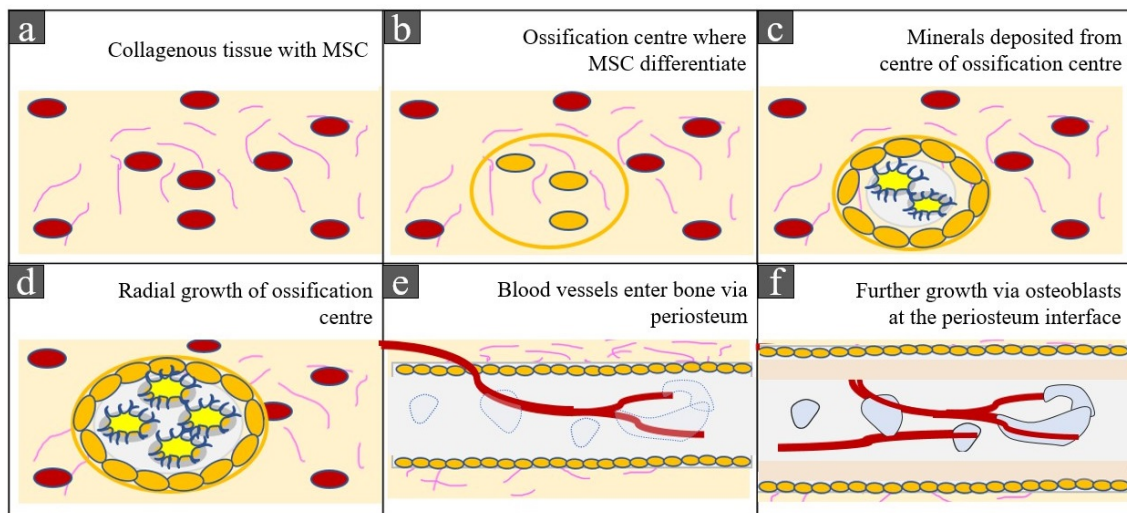 a
Collagenous tissue with MSC
b
Ossification centre where
MSC differentiate
c
Minerals deposited from
centre of ossification centre
d
Radial growth of ossification
centre
e
Blood vessels enter bone via
periosteum
f
Further growth via osteoblasts
at the periosteum interface